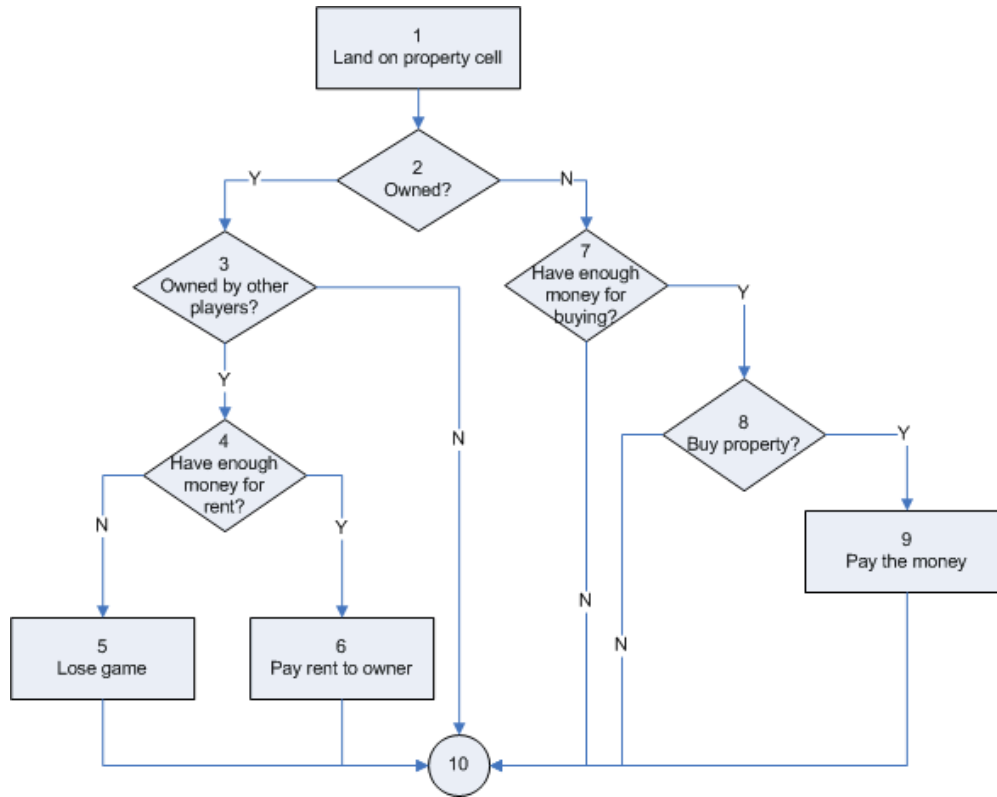 1
Land on property cell
2
Owned?
Y
N
3
Owned by other
players?
7
Have enough
money for
buying?
Y
Y
4
Have enough
money for
rent?
N
8
Buy property?
Y
N
Y
9
Pay the money
N
N
5
Lose game
6
Pay rent to owner
10